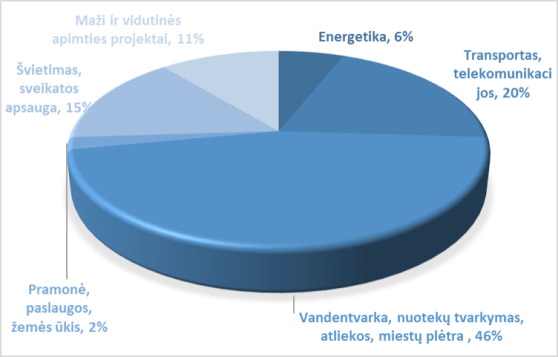 Maži ir vidutinės
apimties projektai, 11%
Energetika, 6%
Transportas,
telekomunikaci
jos, 20%
Švietimas,
sveikatos
apsauga, 15%
Pramonė,
paslaugos,
žemės ūkis, 2%
Vandentvarka, nuotekų tvarkymas,
atliekos, miestų plėtra , 46%